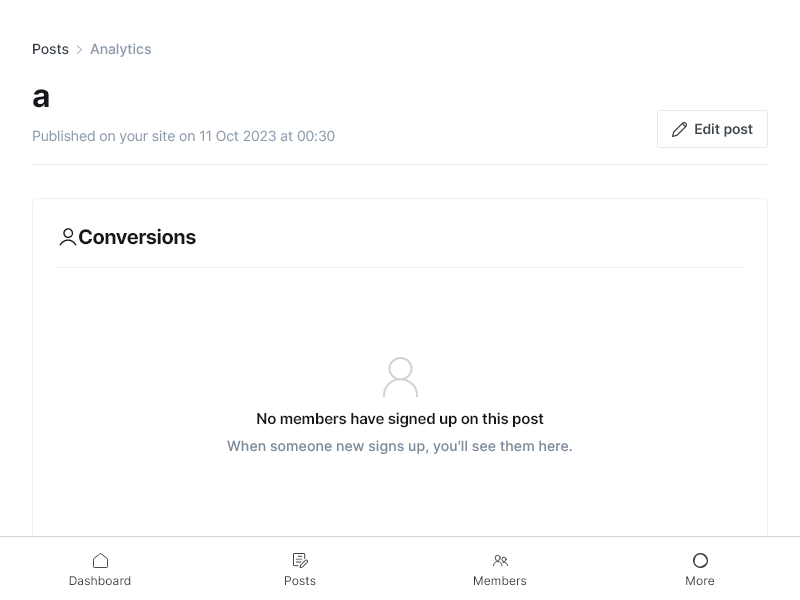 Posts
Analytics
a
Published on your site on 11 Oct 2023 at 00:30
Edit post
Conversions
No members have signed up on this post
When someone new signs up, you'll see them here.
Dashboard
Posts
Members
More